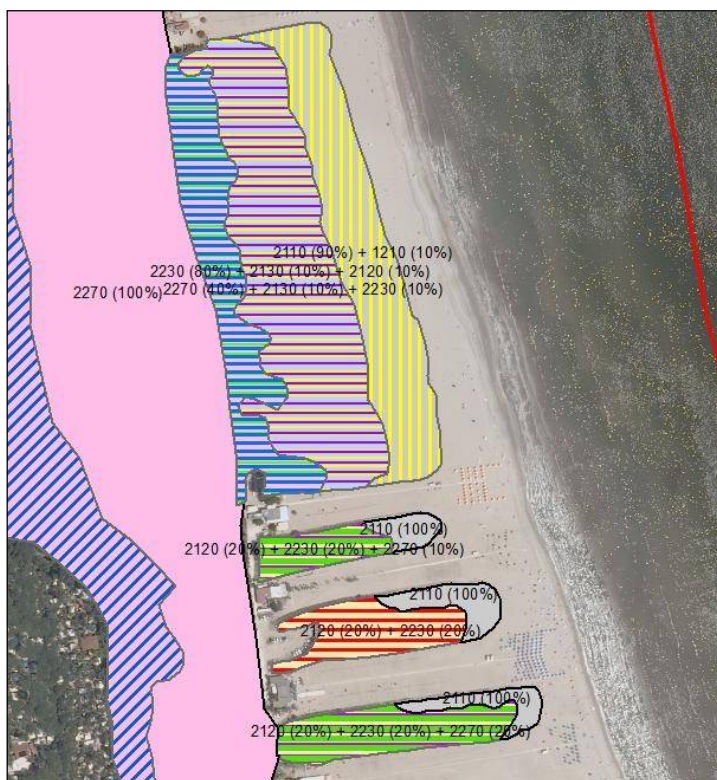 2110 (90%) + 1210 (10%)
2230 (80%) + 2130 (10%) + 2120 (10%)
2270 (100%)
2270 (40%) + 2130 (10%) + 2230 (10%)
2110 (100%)
2120 (20%) + 2230 (20%) + 2270 (10%)
2110 (100%)
2120 (20%) + 2230 (20%)
2110 (100%)
2120 (20%) + 2230 (20%) + 2270 (20%)